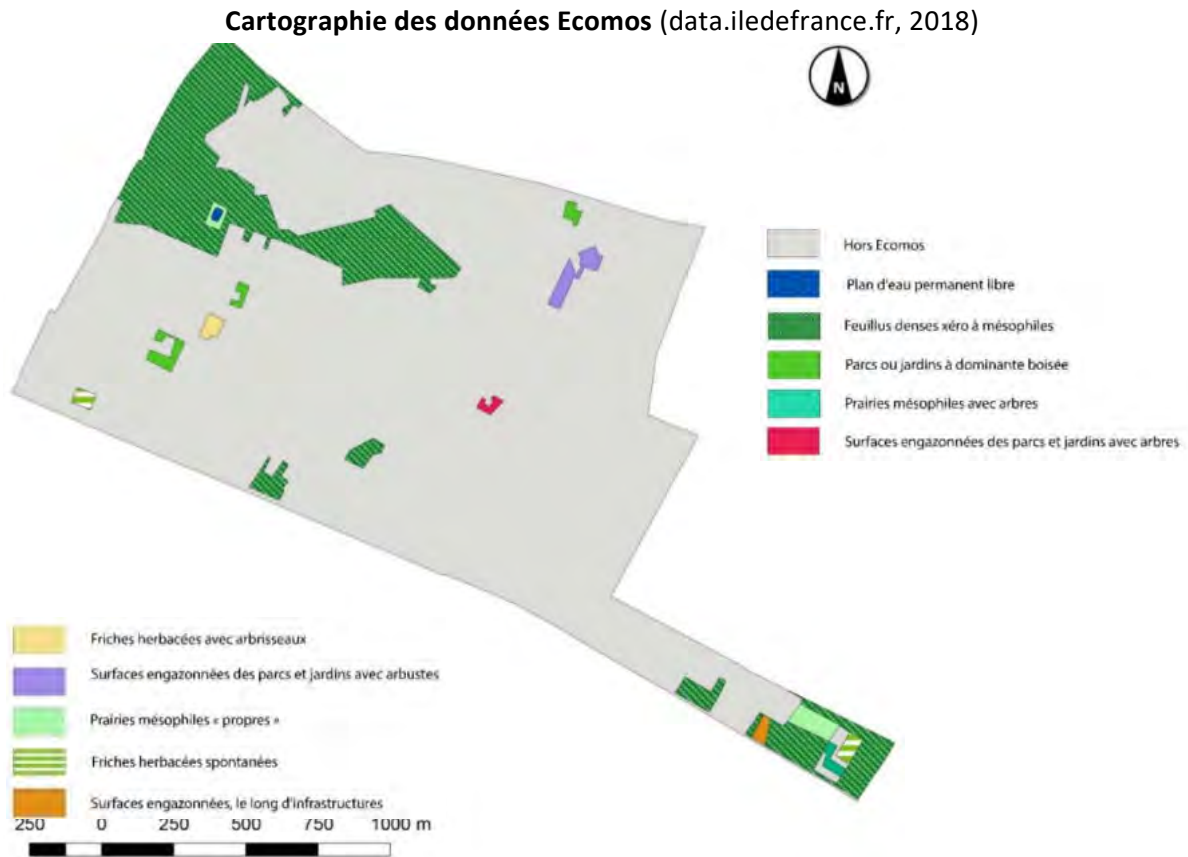 Cartographie des données Ecomos (data.iledefrance.fr, 2018)
N
Hors Ecomos
Plan d'eau permanent libre
Feuillus denses xéro à mésophiles
Parcs ou jardins à dominante boisée
Prairies mésophiles avec arbres
Surfaces engazonnées des parcs et jardins avec arbres
Friches herbacées avec arbrisseaux
Surfaces engazonnées des parcs et jardins avec arbustes
Prairies mésophiles « propres »
Friches herbacées spontanées
Surfaces engazonnées, le long d'infrastructures
250 0 250 500 750 1000 m